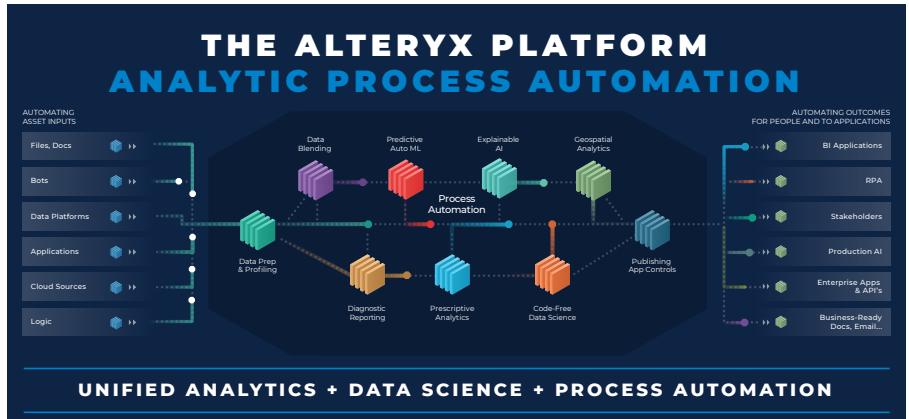 THE ALTERYX PLATFORM
ANALYTIC PROCESS AUTOMATION
AUTOMATING
ASSET INPUTS
Files, Docs
Bots
Data Platforms
Applications
Cloud Sources
Logic
Data
Blending
Predictive
Auto ML
Explainable
AI
Geospatial
Analytics
Process
Automation
Data Prep
& Profiling
Publishing
App Controls
Diagnostic
Reporting
Prescriptive
Analytics
Code-Free
Data Science
AUTOMATING OUTCOMES
FOR PEOPLE AND TO APPLICATIONS
BI Applications
RPA
Stakeholders
Production AI
Enterprise Apps
& API's
Business-Ready
Docs, Email...
UNIFIED ANALYTICS + DATA SCIENCE + PROCESS AUTOMATION